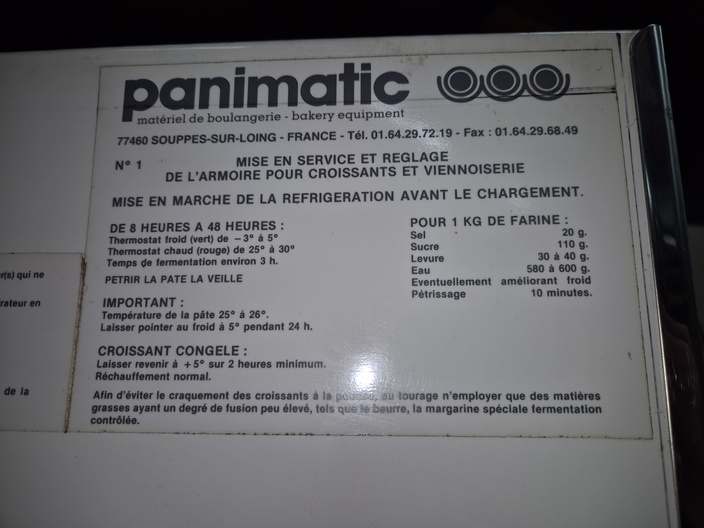 panimatic
matériel de boulangerie - bakery equipment
77460 SOUPPES-SUR-LOING - FRANCE - Tél. 01.64.29.72.19 - Fax : 01.64.29.68.49
N° 1
MISE EN SERVICE ET REGLAGE
DE L'ARMOIRE POUR CROISSANTS ET VIENNOISERIE
MISE EN MARCHE DE LA REFRIGERATION AVANT LE CHARGEMENT.
DE 8 HEURES A 48 HEURES :
Thermostat froid (vert) de -3° à 5°
Thermostat chaud (rouge) de 25° à 30°
Temps de fermentation environ 3 h.
PETRIR LA PATE LA VEILLE
IMPORTANT :
Température de la pâte 25° à 26°.
Laisser pointer au froid à 5° pendant 24 h.
CROISSANT CONGELE :
Laisser revenir à +5° sur 2 heures minimum.
Réchauffement normal.
POUR 1 KG DE FARINE :
Sel 20 g.
Sucre 110 g.
Levure 30 à 40 g.
Eau 580 à 600 g.
Eventuellement améliorant froid
Pétrissage 10 minutes.
Afin d'éviter le craquement des croissants à la pousse, au tourage n'employer que des matières
grasses ayant un degré de fusion peu élevé, tels que le beurre, la margarine spéciale fermentation
contrôlée.
qui ne
en
de la